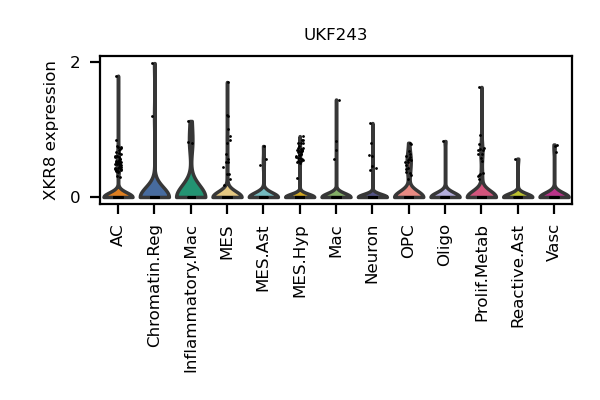 UKF243
XKR8 expression
2
0
AC
Chromatin.Reg
Inflammatory.Mac
MES
MES.Ast
MES.Hyp
Mac
Neuron
OPC
Oligo
Prolif.Metab
Reactive.Ast
Vasc